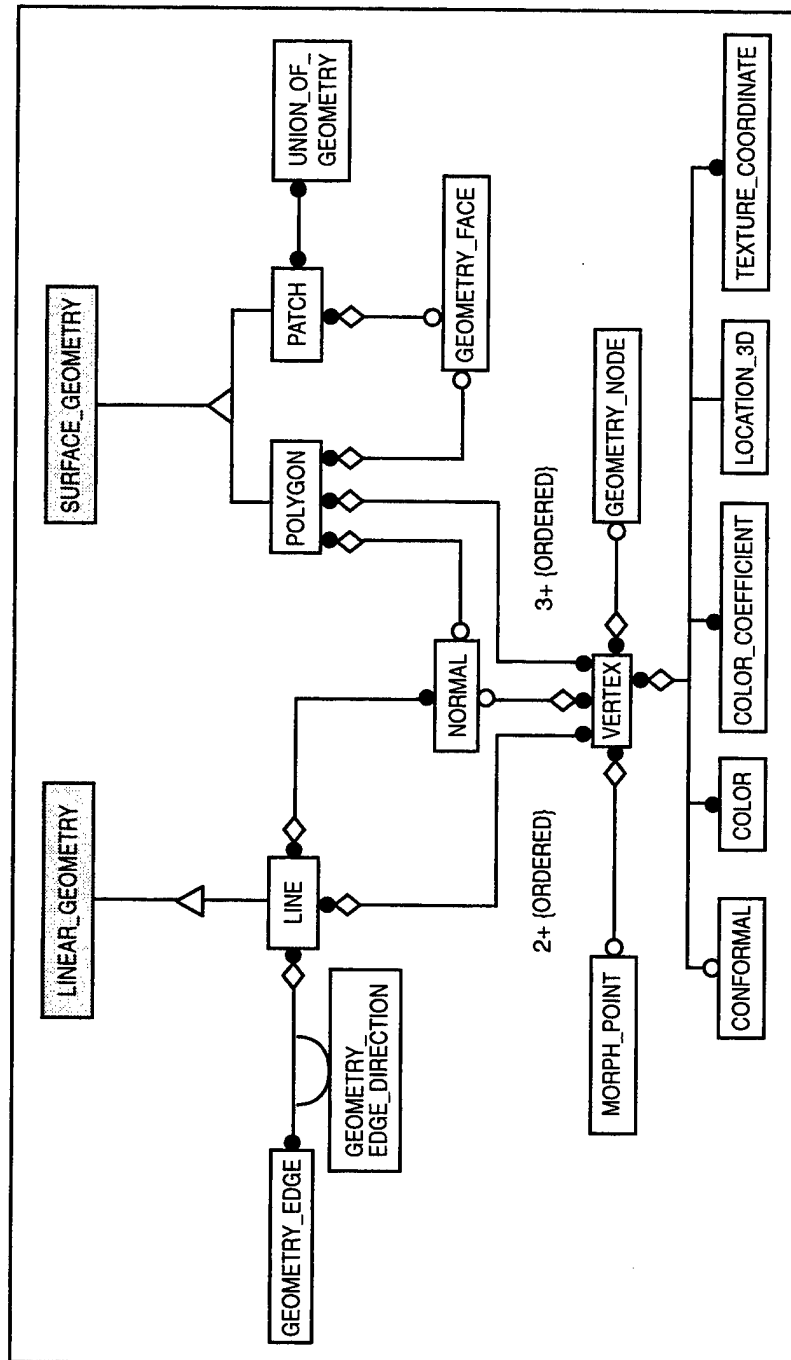 LINEAR_GEOMETRY
SURFACE_GEOMETRY
GEOMETRY_EDGE
GEOMETRY_
EDGE_DIRECTION
LINE
POLYGON
PATCH
UNION_OF_
GEOMETRY
NORMAL
GEOMETRY_FACE
2+ {ORDERED}
3+ {ORDERED}
MORPH_POINT
VERTEX
GEOMETRY_NODE
CONFORMAL
COLOR
COLOR_COEFFICIENT
LOCATION_3D
TEXTURE_COORDINATE